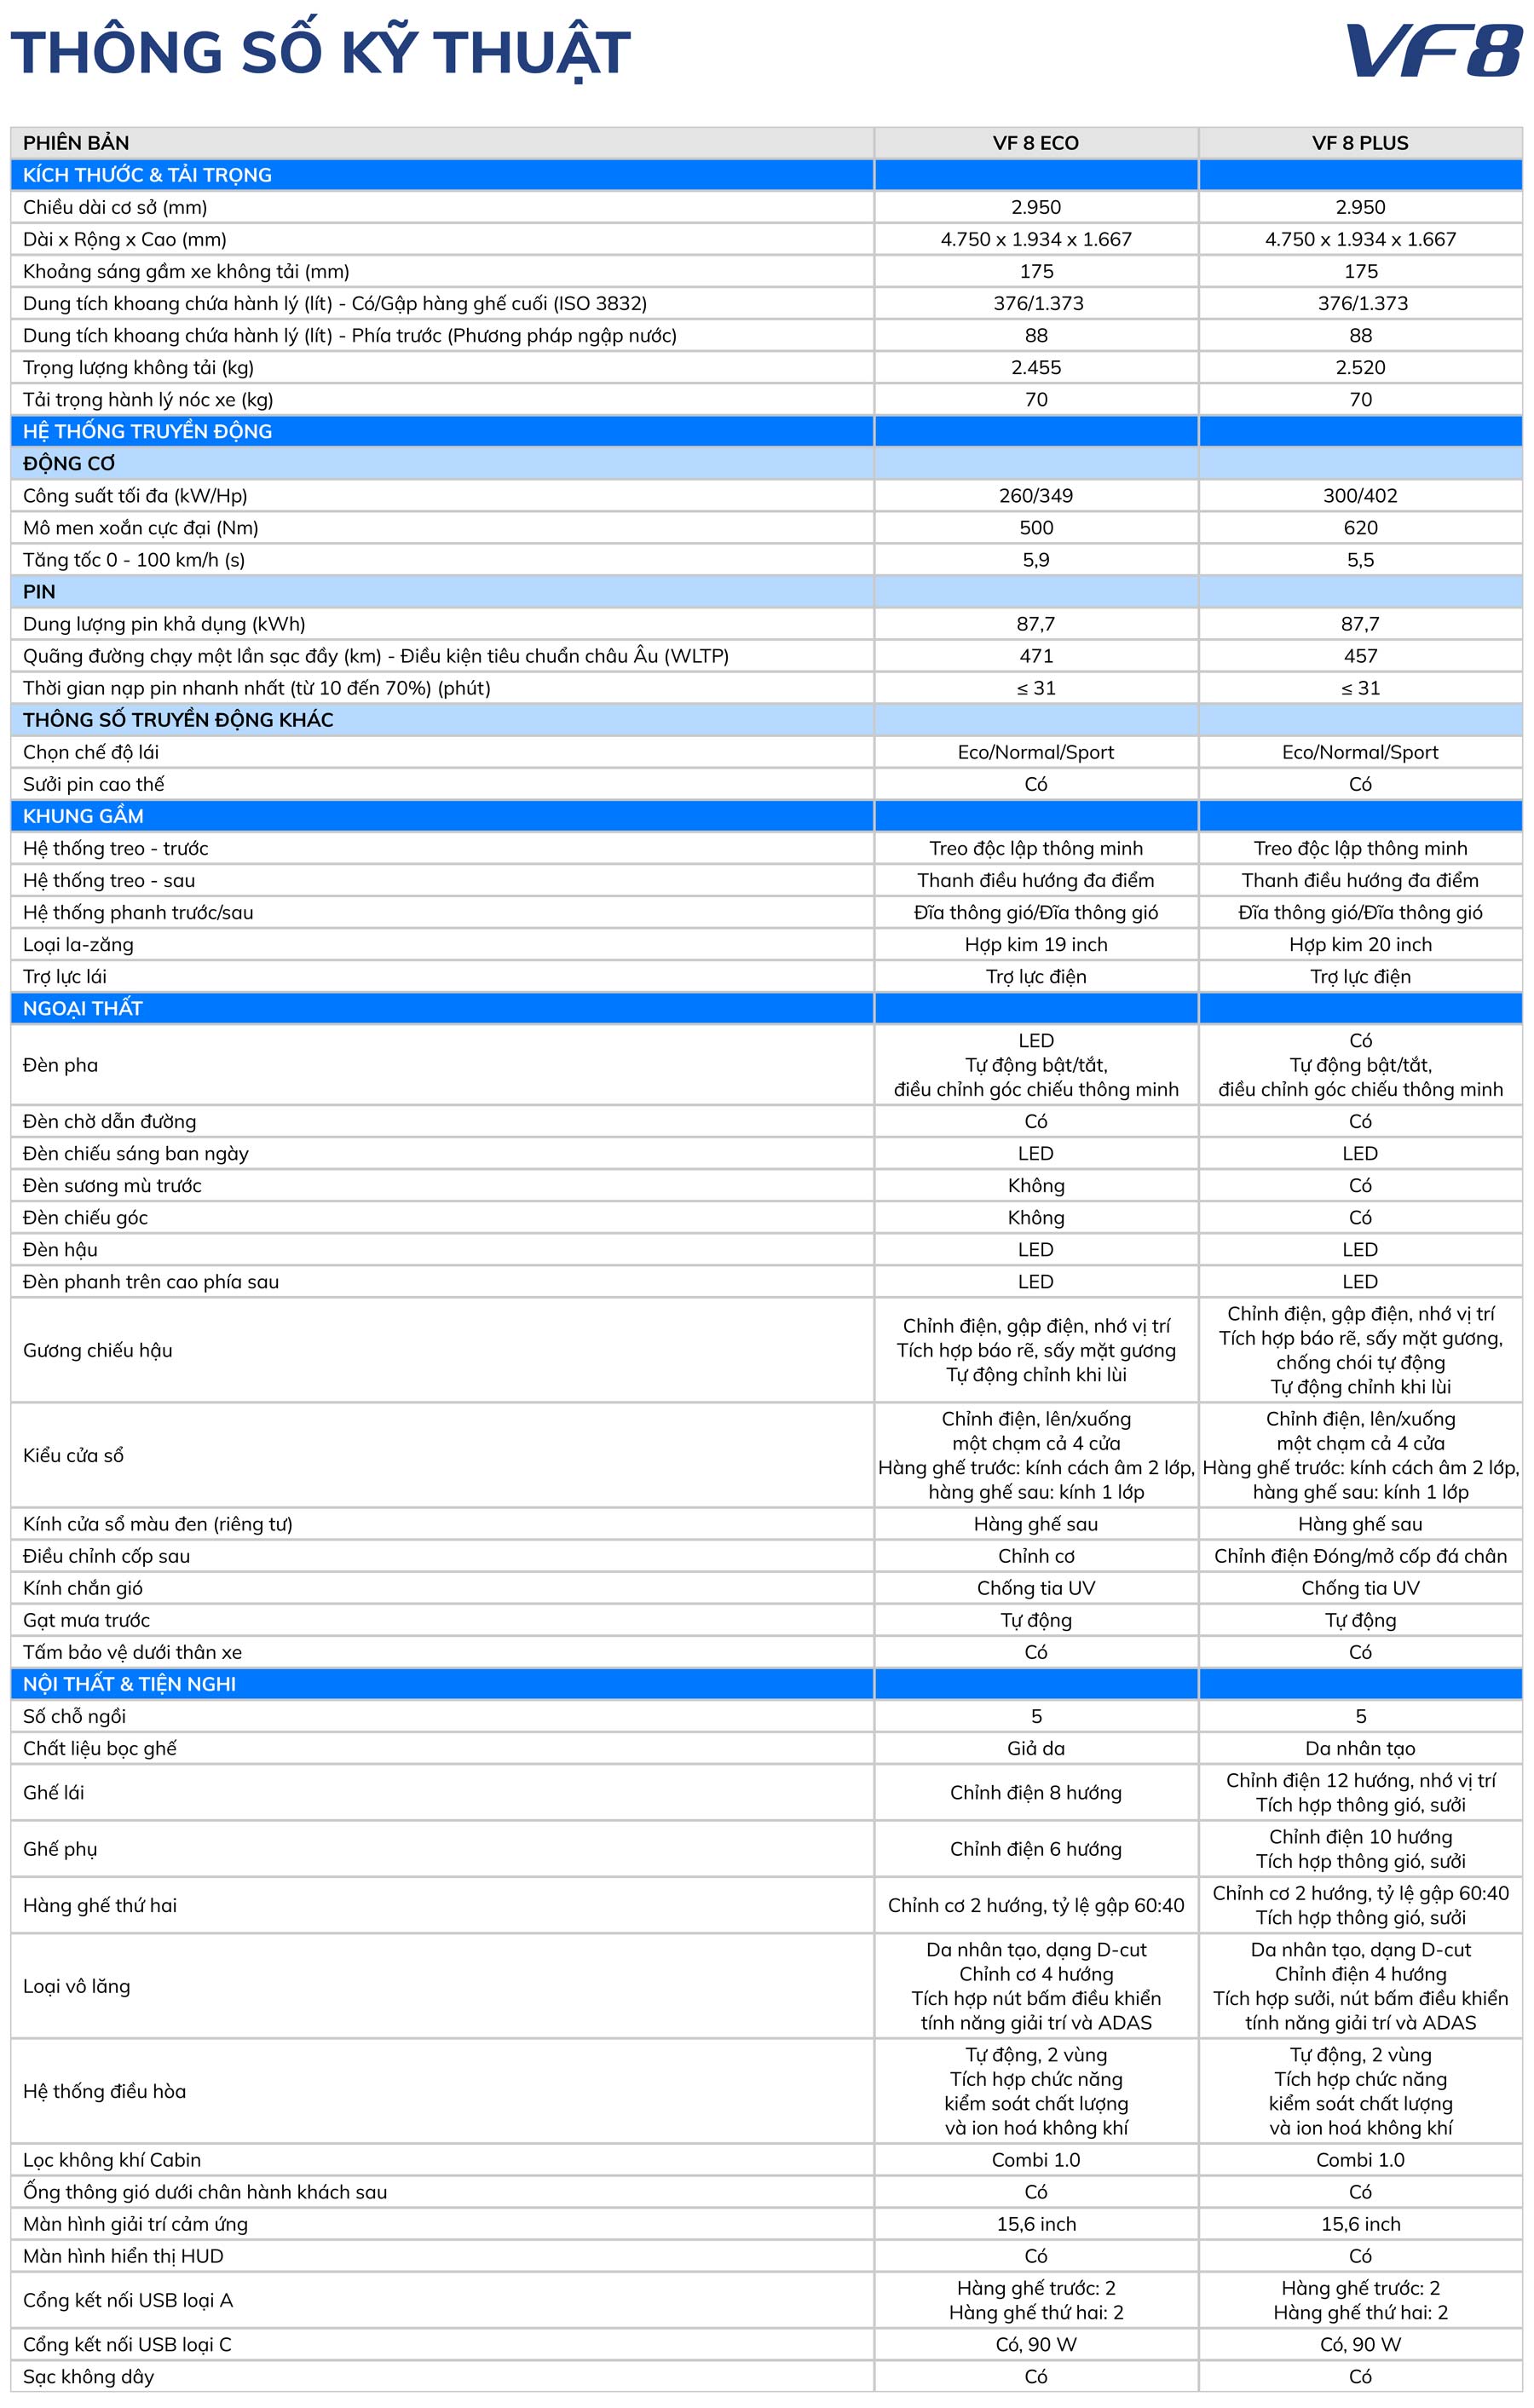 THÔNG SỐ KỸ THUẬT
VF8
PHIÊN BẢN VF 8 ECO VF 8 PLUS
KÍCH THƯỚC & TẢI TRỌNG
Chiều dài cơ sở (mm) 2.950 2.950
Dài x Rộng x Cao (mm) 4.750 x 1.934 x 1.667 4.750 x 1.934 x 1.667
Khoảng sáng gầm xe không tải (mm) 175 175
Dung tích khoang chứa hành lý (lít) - Có/Gập hàng ghế cuối (ISO 3832) 376/1.373 376/1.373
Dung tích khoang chứa hành lý (lít) - Phía trước (Phương pháp ngập nước) 88 88
Trọng lượng không tải (kg) 2.455 2.520
Tải trọng hành lý nóc xe (kg) 70 70
HỆ THỐNG TRUYỀN ĐỘNG
ĐỘNG CƠ
Công suất tối đa (kW/Hp) 260/349 300/402
Mô men xoắn cực đại (Nm) 500 620
Tăng tốc 0 - 100 km/h (s) 5,9 5,5
PIN
Dung lượng pin khả dụng (kWh) 87,7 87,7
Quãng đường chạy một lần sạc đầy (km) - Điều kiện tiêu chuẩn châu Âu (WLTP) 471 457
Thời gian nạp pin nhanh nhất (từ 10 đến 70%) (phút) ≤ 31 ≤ 31
THÔNG SỐ TRUYỀN ĐỘNG KHÁC
Chọn chế độ lái Eco/Normal/Sport Eco/Normal/Sport
Sưởi pin cao thế Có Có
KHUNG GẦM
Hệ thống treo - trước Treo độc lập thông minh Treo độc lập thông minh
Hệ thống treo - sau Thanh điều hướng đa điểm Thanh điều hướng đa điểm
Hệ thống phanh trước/sau Đĩa thông gió/Đĩa thông gió Đĩa thông gió/Đĩa thông gió
Loại la-zăng Hợp kim 19 inch Hợp kim 20 inch
Trợ lực lái Trợ lực điện Trợ lực điện
NGOẠI THẤT
Đèn pha
LED
Tự động bật/tắt,
điều chỉnh góc chiếu thông minh
Có
Tự động bật/tắt,
điều chỉnh góc chiếu thông minh
Đèn chờ dẫn đường Có Có
Đèn chiếu sáng ban ngày LED LED
Đèn sương mù trước Không Có
Đèn chiếu góc Không Có
Đèn hậu LED LED
Đèn phanh trên cao phía sau LED LED
Gương chiếu hậu
Chỉnh điện, gập điện, nhớ vị trí
Tích hợp báo rẽ, sấy mặt gương
Tự động chỉnh khi lùi
Chỉnh điện, gập điện, nhớ vị trí
Tích hợp báo rẽ, sấy mặt gương,
chống chói tự động
Tự động chỉnh khi lùi
Kiểu cửa sổ
Chỉnh điện, lên/xuống
một chạm cả 4 cửa
Hàng ghế trước: kính cách âm 2 lớp,
hàng ghế sau: kính 1 lớp
Chỉnh điện, lên/xuống
một chạm cả 4 cửa
Hàng ghế trước: kính cách âm 2 lớp,
hàng ghế sau: kính 1 lớp
Kính cửa sổ màu đen (riêng tư) Hàng ghế sau Hàng ghế sau
Điều chỉnh cốp sau Chỉnh cơ Chỉnh điện Đóng/mở cốp đá chân
Kính chắn gió Chống tia UV Chống tia UV
Gạt mưa trước Tự động Tự động
Tấm bảo vệ dưới thân xe Có Có
NỘI THẤT & TIỆN NGHI
Số chỗ ngồi 5 5
Chất liệu bọc ghế Giả da Da nhân tạo
Ghế lái
Chỉnh điện 8 hướng
Chỉnh điện 12 hướng, nhớ vị trí
Tích hợp thông gió, sưởi
Ghế phụ
Chỉnh điện 6 hướng
Chỉnh điện 10 hướng
Tích hợp thông gió, sưởi
Hàng ghế thứ hai
Chỉnh cơ 2 hướng, tỷ lệ gập 60:40
Chỉnh cơ 2 hướng, tỷ lệ gập 60:40
Tích hợp thông gió, sưởi
Loại vô lăng
Da nhân tạo, dạng D-cut
Chỉnh cơ 4 hướng
Tích hợp nút bấm điều khiển
tính năng giải trí và ADAS
Da nhân tạo, dạng D-cut
Chỉnh điện 4 hướng
Tích hợp sưởi, nút bấm điều khiển
tính năng giải trí và ADAS
Hệ thống điều hòa
Tự động, 2 vùng
Tích hợp chức năng
kiểm soát chất lượng
và ion hoá không khí
Tự động, 2 vùng
Tích hợp chức năng
kiểm soát chất lượng
và ion hoá không khí
Lọc không khí Cabin Combi 1.0 Combi 1.0
Ống thông gió dưới chân hành khách sau Có Có
Màn hình giải trí cảm ứng 15,6 inch 15,6 inch
Màn hình hiển thị HUD Có Có
Cổng kết nối USB loại A
Hàng ghế trước: 2
Hàng ghế thứ hai: 2
Hàng ghế trước: 2
Hàng ghế thứ hai: 2
Cổng kết nối USB loại C Có, 90 W Có, 90 W
Sạc không dây Có Có